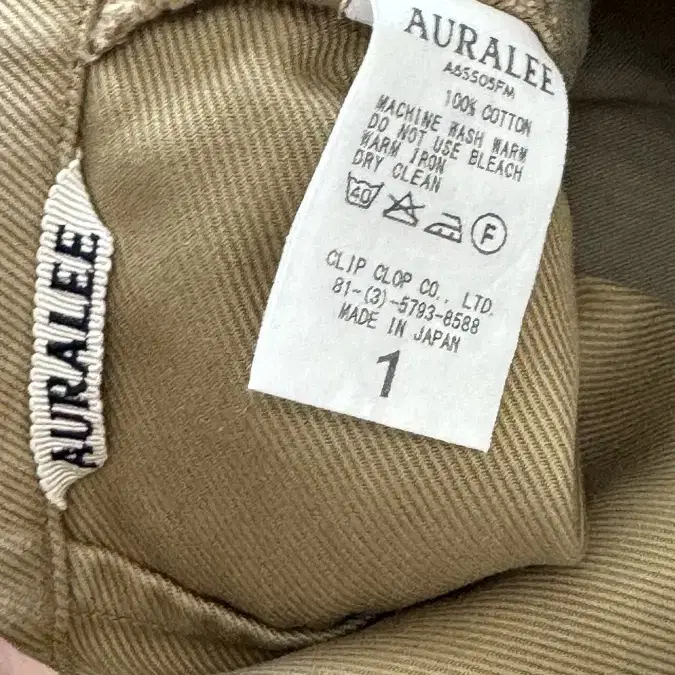 AURALEE
A5SS05FM
100% COTTON
MACHINE WASH WARM
DO NOT USE BLEACH
WARM IRON
DRY CLEAN
40
F
CLIP CLOP CO., LTD.
81-(3)-5793-8588
MADE IN JAPAN
1
AURALEE